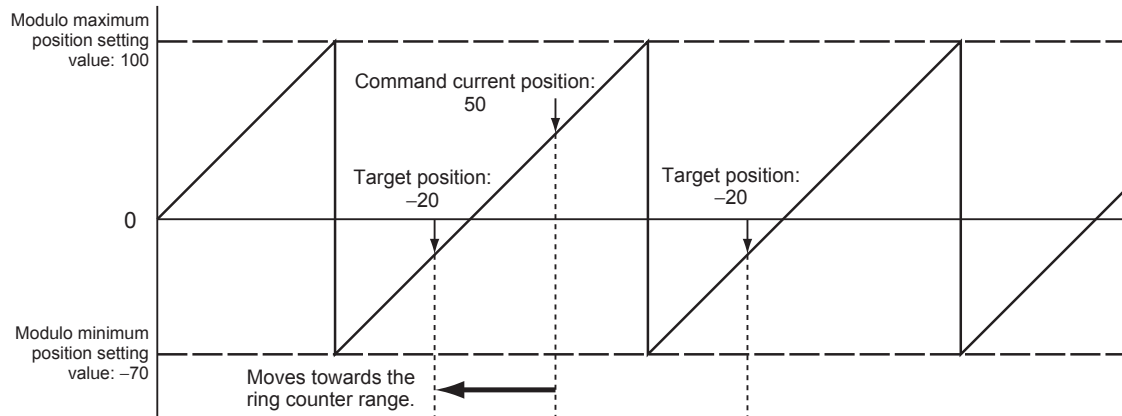 Modulo maximum
position setting
value: 100
Command current position:
50
Target position:
−20
Target position:
−20
0
Modulo minimum
position setting
value: −70
Moves towards the
ring counter range.